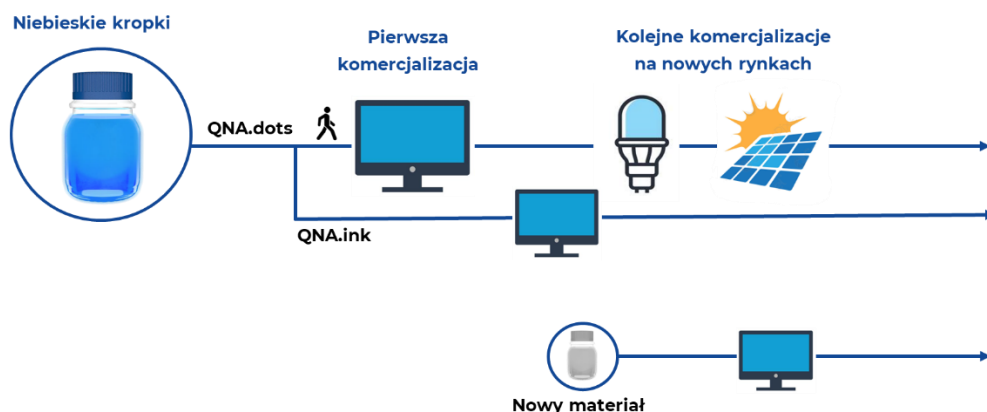 Niebieskie kropki
Pierwsza
komercjalizacja
Kolejne komercjalizacje
na nowych rynkach
QNA.dots
QNA.ink
Nowy materiał